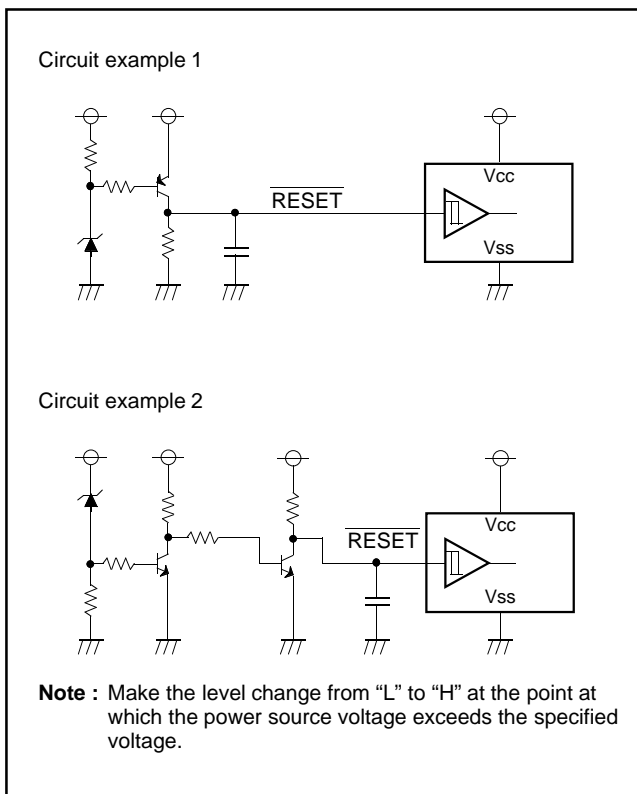 Circuit example 1
RESET
Vcc
Vss
Circuit example 2
RESET
Vcc
Vss
Note : Make the level change from “L” to “H” at the point at
which the power source voltage exceeds the specified
voltage.